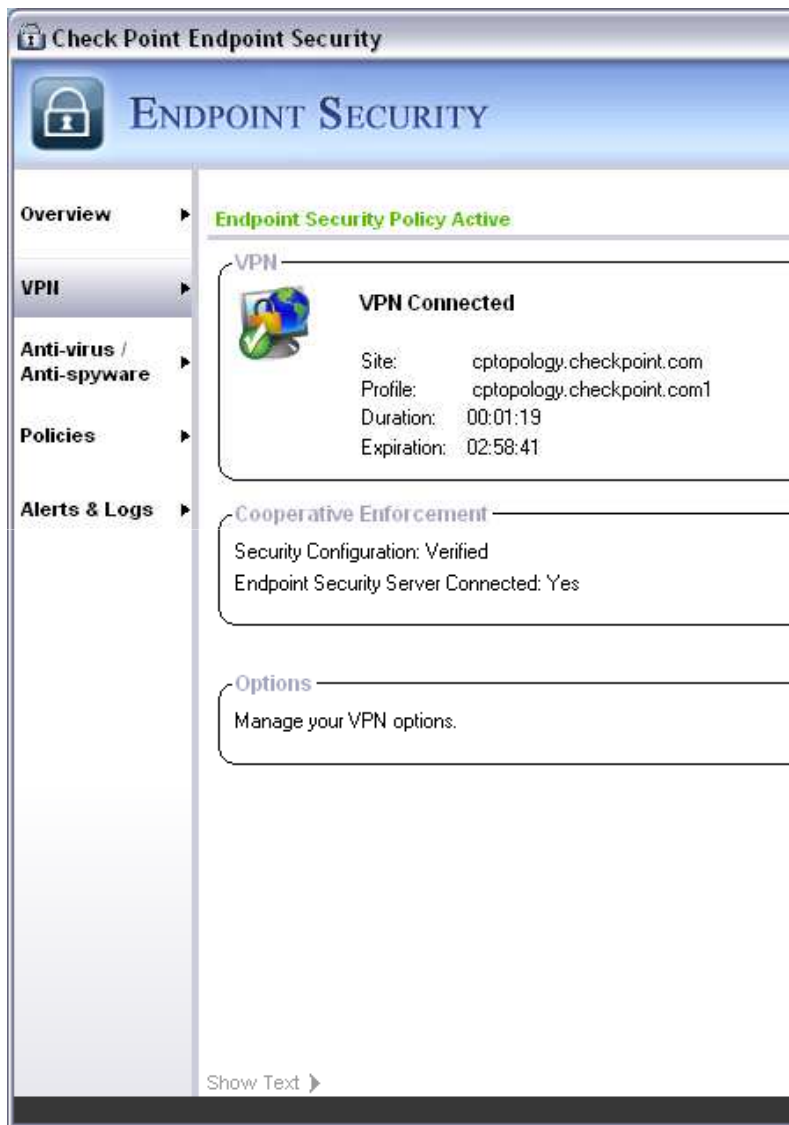 Check Point Endpoint Security
ENDPOINT SECURITY
Overview
VPN
Anti-virus /
Anti-spyware
Policies
Alerts & Logs
Endpoint Security Policy Active
VPN
VPN Connected
Site: cptopology.checkpoint.com
Profile: cptopology.checkpoint.com1
Duration: 00:01:19
Expiration: 02:58:41
Cooperative Enforcement
Security Configuration: Verified
Endpoint Security Server Connected: Yes
Options
Manage your VPN options.
Show Text